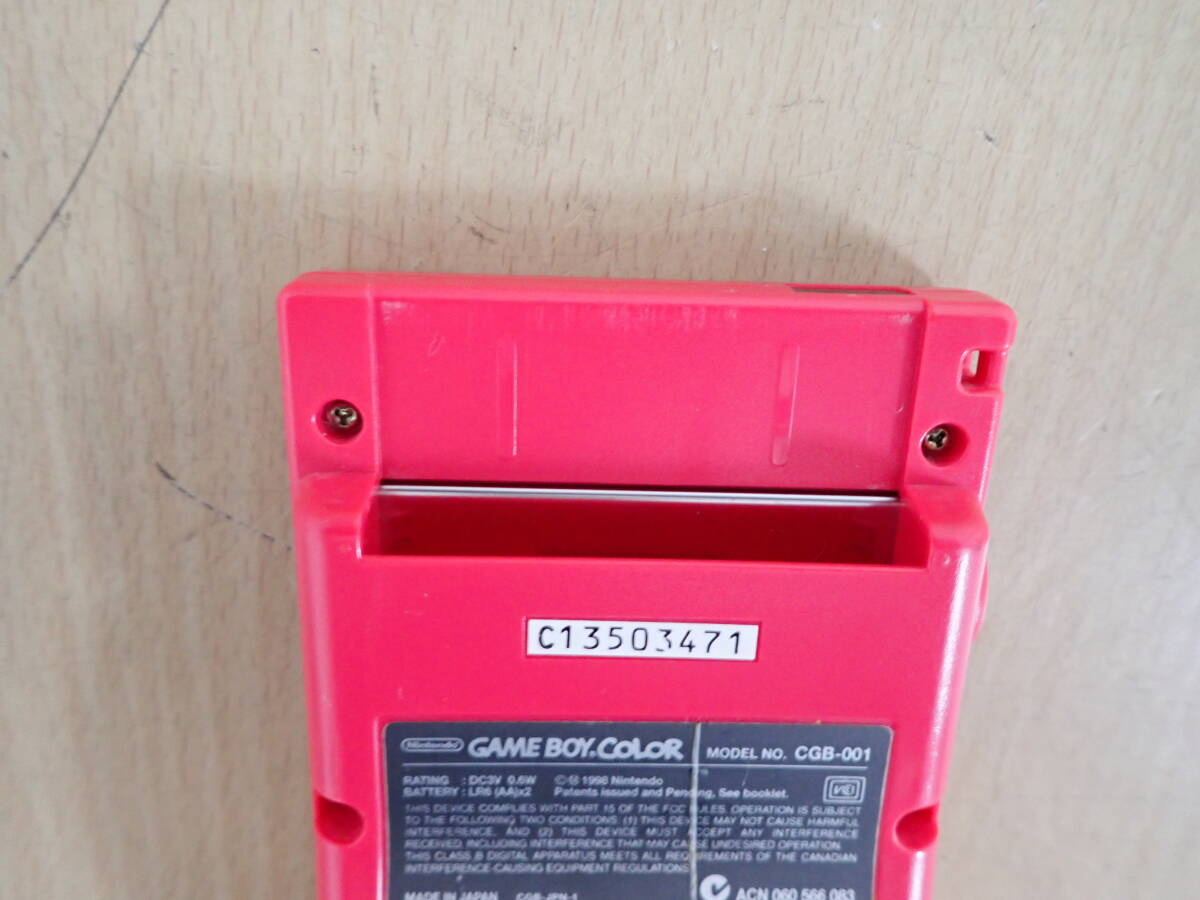 C13503471
Nintendo GAME BOY COLOR MODEL NO. CGB-001
RATING : DC3V 0.6W © 1998 Nintendo
BATTERY : LR6 (AA)x2 Patents issued and Pending. See booklet.
THIS DEVICE COMPLIES WITH PART 15 OF THE FCC RULES. OPERATION IS SUBJECT
TO THE FOLLOWING TWO CONDITIONS. (1) THIS DEVICE MAY NOT CAUSE HARMFUL
INTERFERENCE, AND (2) THIS DEVICE MUST ACCEPT ANY INTERFERENCE
RECEIVED, INCLUDING INTERFERENCE THAT MAY CAUSE UNDESIRED OPERATION.
THIS CLASS B DIGITAL APPARATUS MEETS ALL REQUIREMENTS OF THE CANADIAN
INTERFERENCE-CAUSING EQUIPMENT REGULATIONS.
MADE IN JAPAN CGB-JPN-1 ACN 060 566 083